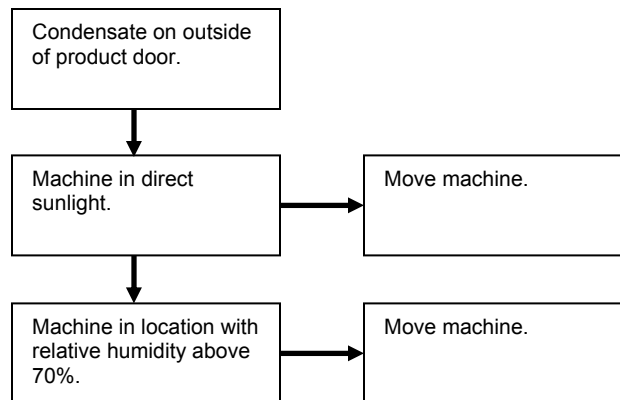 Condensate on outside
of product door.
Machine in direct
sunlight.
Move machine.
Machine in location with
relative humidity above
70%.
Move machine.